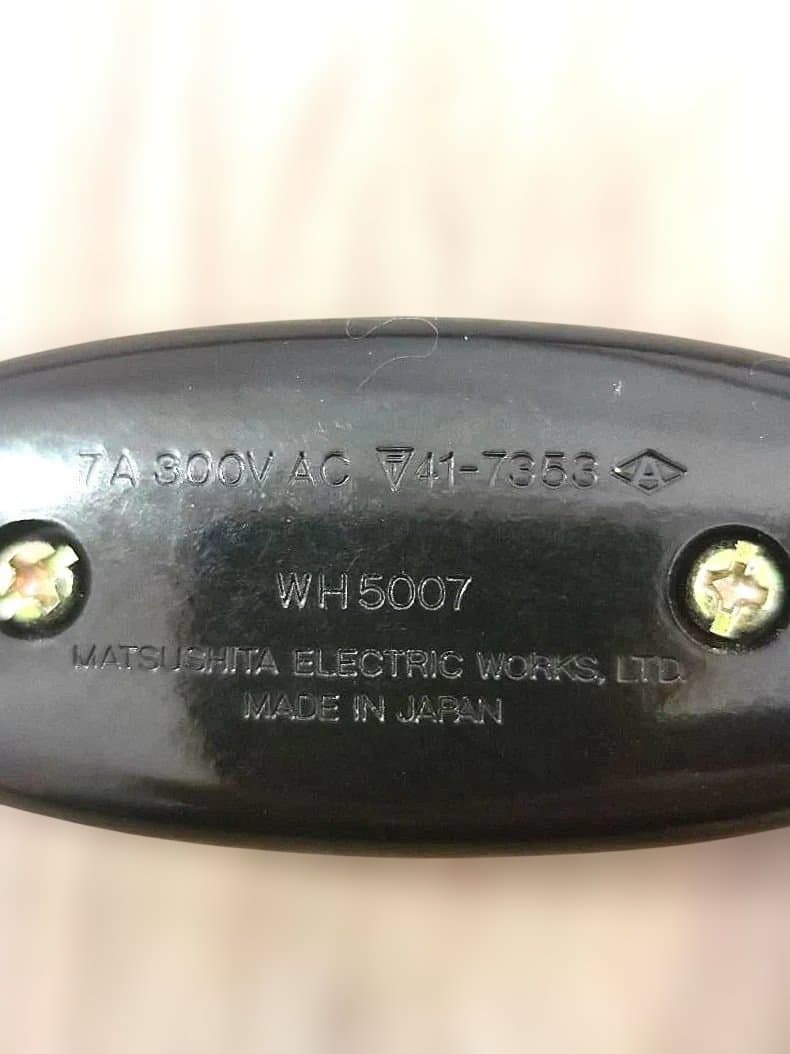 7A 300V AC 〒41-7353 <A>
WH5007
MATSUSHITA ELECTRIC WORKS, LTD.
MADE IN JAPAN